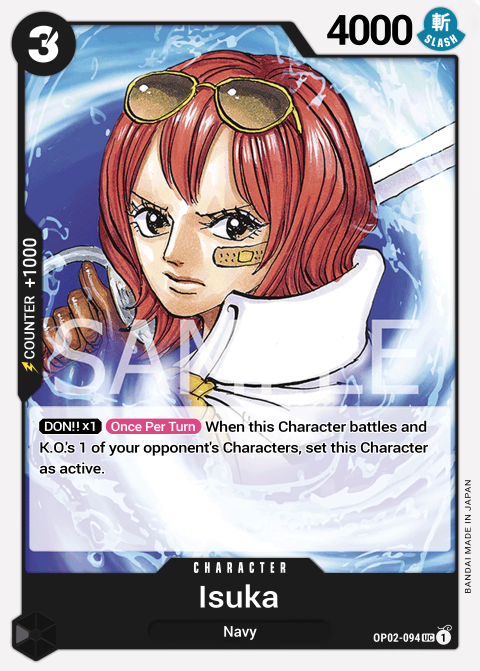 3
4000
斬
SLASH
COUNTER +1000
SAMPLE
DON!!×1 Once Per Turn When this Character battles and
K.O.'s 1 of your opponent's Characters, set this Character
as active.
CHARACTER
Isuka
Navy
OP02-094 UC 1
BANDAI MADE IN JAPAN